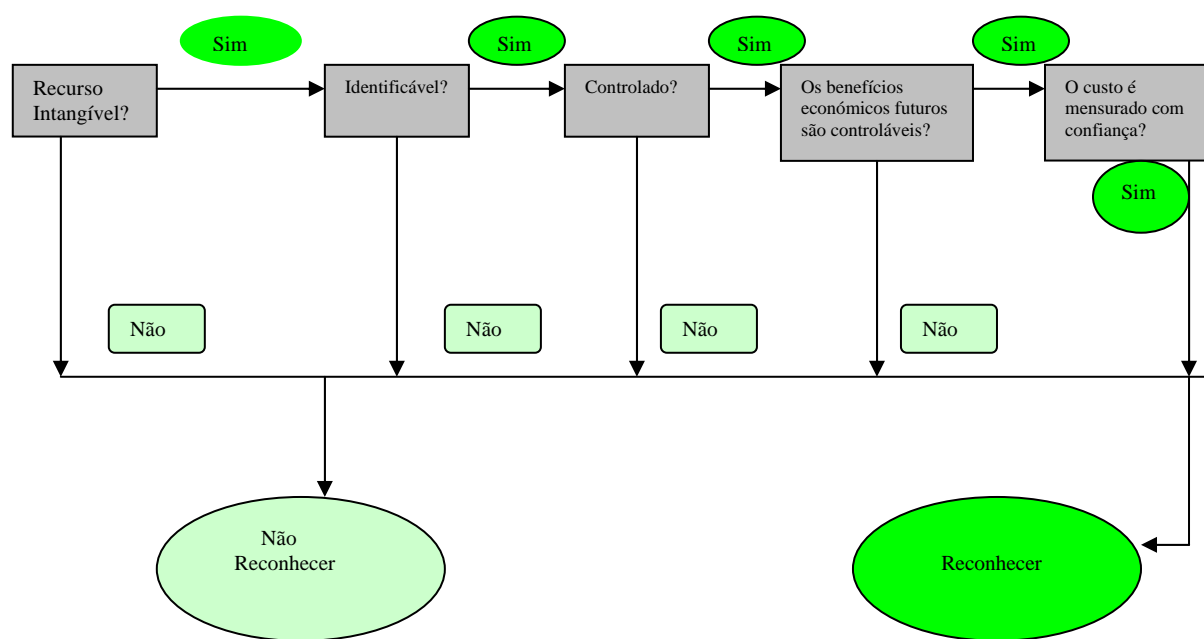 Sim
Sim
Sim
Sim
Recurso
Intangível?
Identificável?
Controlado?
Os benefícios
económicos futuros
são controláveis?
O custo é
mensurado com
confiança?
Sim
Não
Não
Não
Não
Não
Reconhecer
Reconhecer